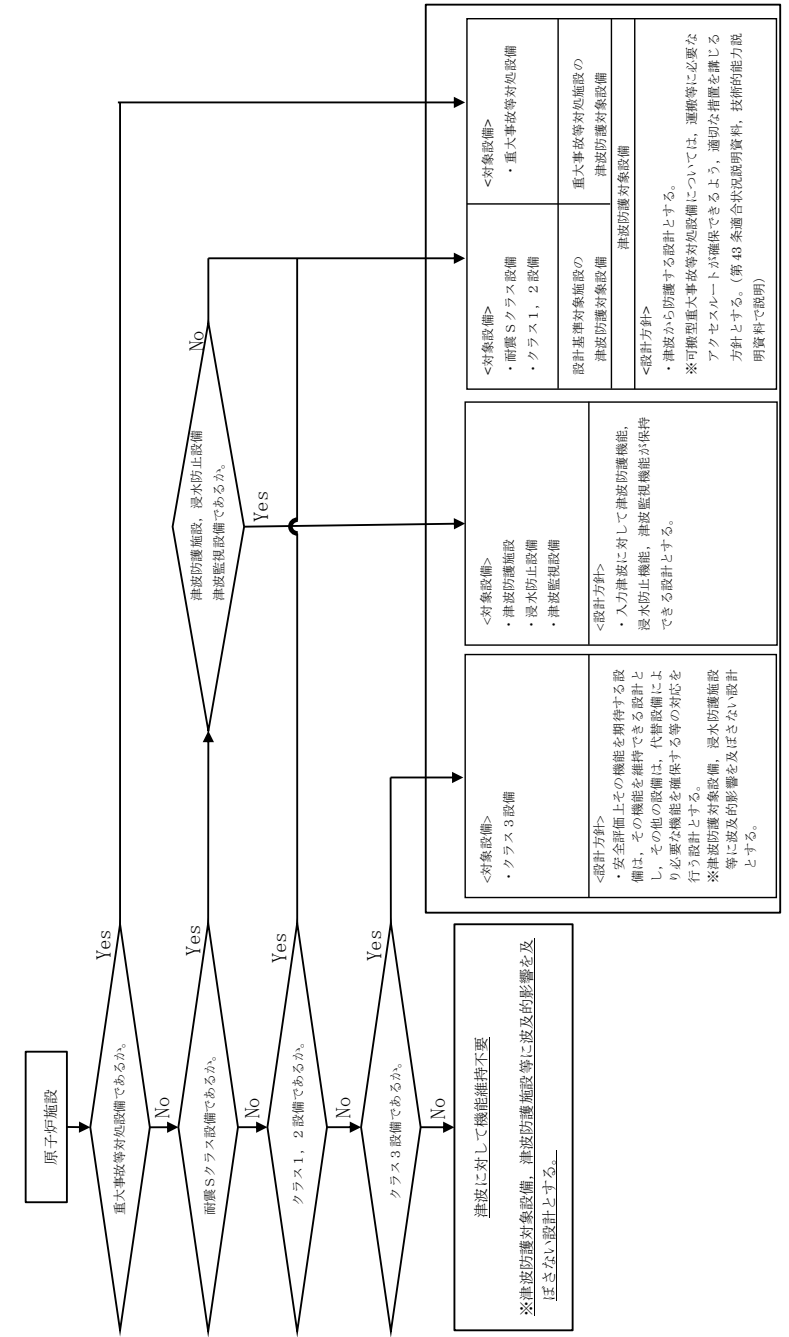 原子炉施設
重大事故等対処設備であるか。
Yes
No
耐震Sクラス設備であるか。
Yes
No
津波防護施設，浸水防止設備
津波監視設備であるか。
No
Yes
クラス1，2設備であるか。
Yes
No
クラス3設備であるか。
Yes
No
津波に対して機能維持不要
※津波防護対象設備，津波防護施設等に波及的影響を及
ぼさない設計とする。
<対象設備>
・クラス3設備
<設計方針>
・安全評価上その機能を期待する設
備は，その機能を維持できる設計と
し，その他の設備は，代替設備によ
り必要な機能を確保する等の対応を
行う設計とする。
※津波防護対象設備，浸水防護施設
等に波及的影響を及ぼさない設計
とする。
<対象設備>
・津波防護施設
・浸水防止設備
・津波監視設備
<設計方針>
・入力津波に対して津波防護機能，
浸水防止機能，津波監視機能が保持
できる設計とする。
<対象設備>
・耐震Sクラス設備
・クラス1，2設備
設計基準対象施設の
津波防護対象設備
<対象設備>
・重大事故等対処設備
重大事故等対処施設の
津波防護対象設備
津波防護対象設備
<設計方針>
・津波から防護する設計とする。
※可搬型重大事故等対処設備については，運搬等に必要な
アクセスルートが確保できるよう，適切な措置を講じる
方針とする。（第43条適合状況説明資料，技術的能力説
明資料で説明）